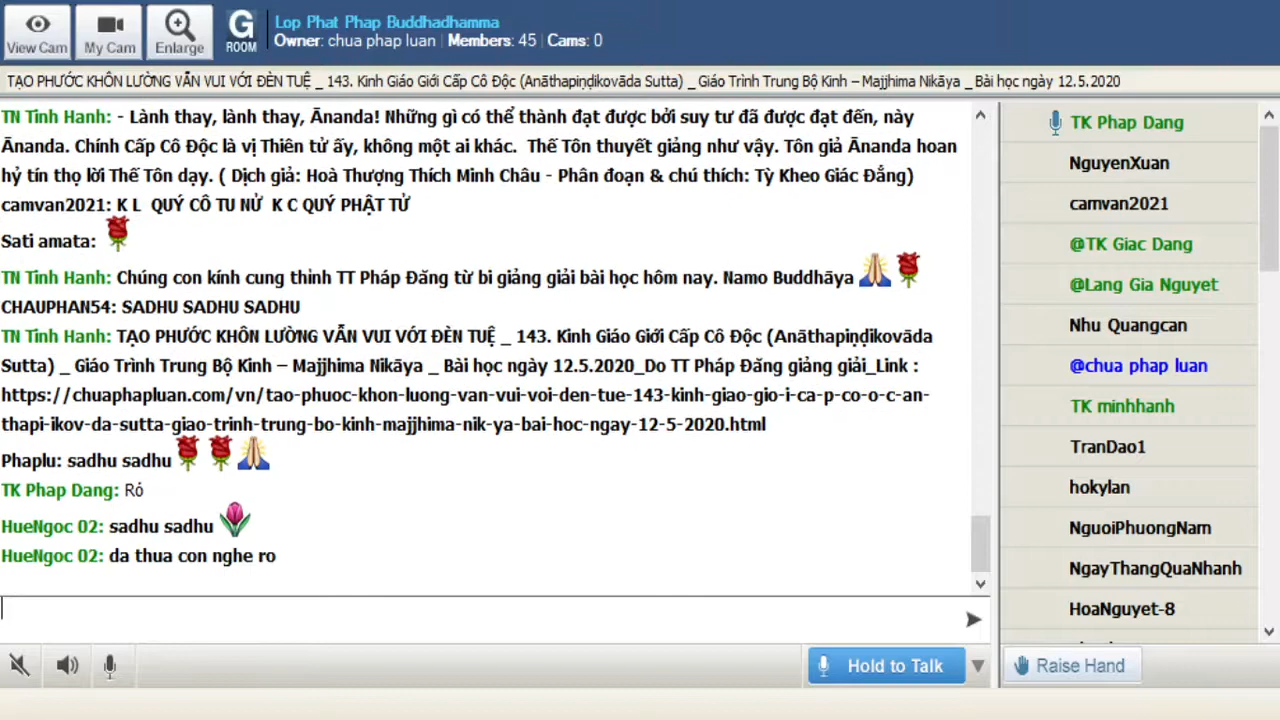 View Cam
My Cam
Enlarge
G
ROOM
Lop Phat Phap Buddhadhamma
Owner: chua phap luan | Members: 45 | Cams: 0
TẠO PHƯỚC KHÔN LƯỜNG VẪN VUI VỚI ĐÈN TUỆ _ 143. Kinh Giáo Giới Cấp Cô Độc (Anāthapiṇḍikovāda Sutta) _ Giáo Trình Trung Bộ Kinh – Majjhima Nikāya _ Bài học ngày 12.5.2020
TN Tinh Hanh: - Lành thay, lành thay, Ānanda! Những gì có thể thành đạt được bởi suy tư đã được đạt đến, này
Ānanda. Chính Cấp Cô Độc là vị Thiên tử ấy, không một ai khác. Thế Tôn thuyết giảng như vậy. Tôn giả Ānanda hoan
hỷ tín thọ lời Thế Tôn dạy. ( Dịch giả: Hoà Thượng Thích Minh Châu - Phân đoạn & chú thích: Tỳ Kheo Giác Đẳng)
camvan2021: K L QUÝ CÔ TU NỬ K C QUÝ PHẬT TỬ
Sati amata:
TN Tinh Hanh: Chúng con kính cung thỉnh TT Pháp Đăng từ bi giảng giải bài học hôm nay. Namo Buddhāya
CHAUPHAN54: SADHU SADHU SADHU
TN Tinh Hanh: TẠO PHƯỚC KHÔN LƯỜNG VẪN VUI VỚI ĐÈN TUỆ _ 143. Kinh Giáo Giới Cấp Cô Độc (Anāthapiṇḍikovāda
Sutta) _ Giáo Trình Trung Bộ Kinh – Majjhima Nikāya _ Bài học ngày 12.5.2020_Do TT Pháp Đăng giảng giải_Link :
https://chuaphapluan.com/vn/tao-phuoc-khon-luong-van-vui-voi-den-tue-143-kinh-giao-gio-i-ca-p-co-o-c-an-
thapi-ikov-da-sutta-giao-trinh-trung-bo-kinh-majjhima-nik-ya-bai-hoc-ngay-12-5-2020.html
Phaplu: sadhu sadhu
TK Phap Dang: Rỏ
HueNgoc 02: sadhu sadhu
HueNgoc 02: da thua con nghe ro
Hold to Talk
TK Phap Dang
NguyenXuan
camvan2021
@TK Giac Dang
@Lang Gia Nguyet
Nhu Quangcan
@chua phap luan
TK minhhanh
TranDao1
hokylan
NguoiPhuongNam
NgayThangQuaNhanh
HoaNguyet-8
Raise Hand